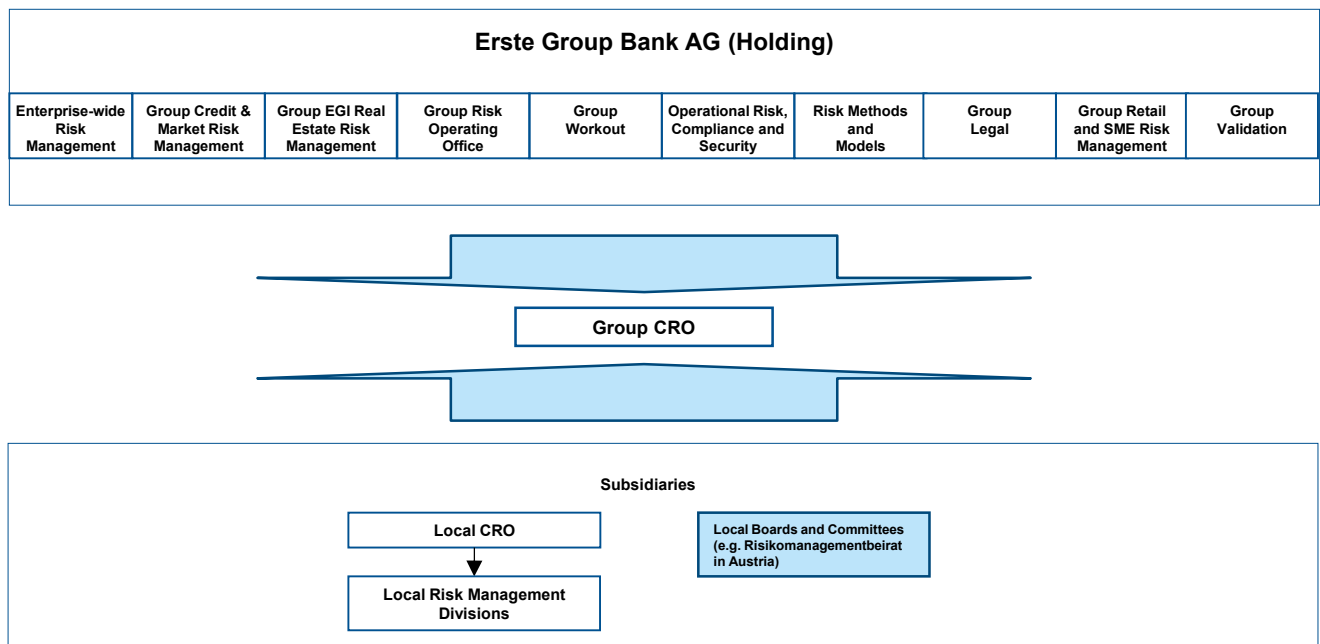 Erste Group Bank AG (Holding)
Enterprise-wide
Risk
Management
Group Credit &
Market Risk
Management
Group EGI Real
Estate Risk
Management
Group Risk
Operating
Office
Group
Workout
Operational Risk,
Compliance and
Security
Risk Methods
and
Models
Group
Legal
Group Retail
and SME Risk
Management
Group
Validation
Group CRO
Subsidiaries
Local CRO
Local Risk Management
Divisions
Local Boards and Committees
(e.g. Risikomanagementbeirat
in Austria)